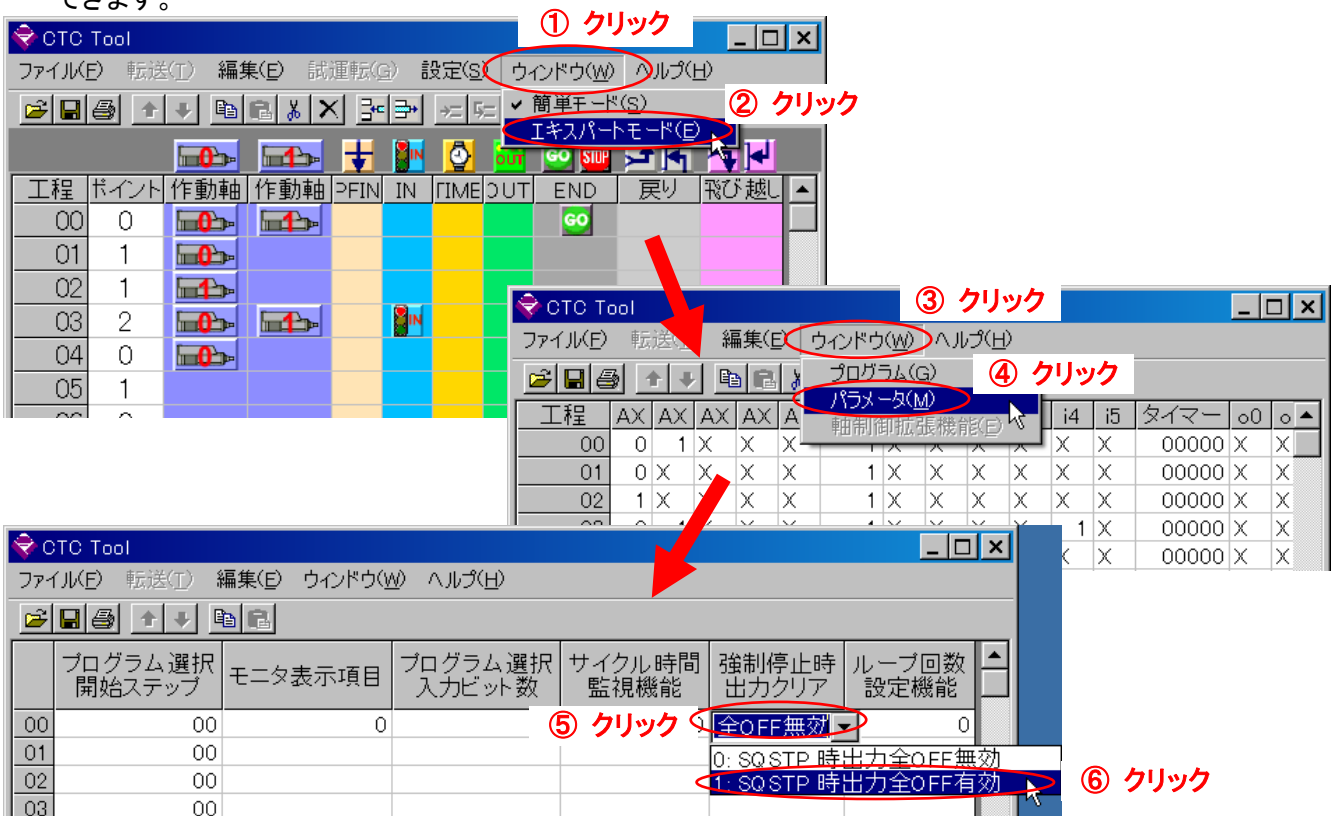 できます。
① クリック
CTC Tool
ファイル(F) 転送(T) 編集(E) 試運転(G) 設定(S) ウィンドウ(W) ヘルプ(H)
✓ 簡単モード(S)
② クリック
エキスパートモード(E)
0 1 IN OUT GO STOP
工程 ポイント 作動軸 作動軸 PFIN IN TIME OUT END 戻り 飛び越し
00 0 0 1 GO
01 1 0
02 1 1
03 2 0 1 IN
04 0 0
05 1
③ クリック
CTC Tool
ファイル(F) 転送 編集(E) ウィンドウ(W) ヘルプ(H)
プログラム(G)
④ クリック
パラメータ(M)
軸制御拡張機能(E)
工程 AX AX AX AX A i4 i5 タイマー o0 o
00 0 1 X X X 1 X X X X X X 00000 X X
01 0 X X X X 1 X X X X X X 00000 X X
02 1 X X X X 1 X X X X X X 00000 X X
1 X 00000 X X
X X 00000 X X
CTC Tool
ファイル(F) 転送(T) 編集(E) ウィンドウ(W) ヘルプ(H)
プログラム選択開始ステップ モニタ表示項目 プログラム選択入力ビット数 サイクル時間監視機能 強制停止時出力クリア ループ回数設定機能
00 00 0 ⑤ クリック 全OFF無効 0
01 00 0: SQSTP 時出力全OFF無効
02 00 1: SQSTP 時出力全OFF有効 ⑥ クリック
03 00